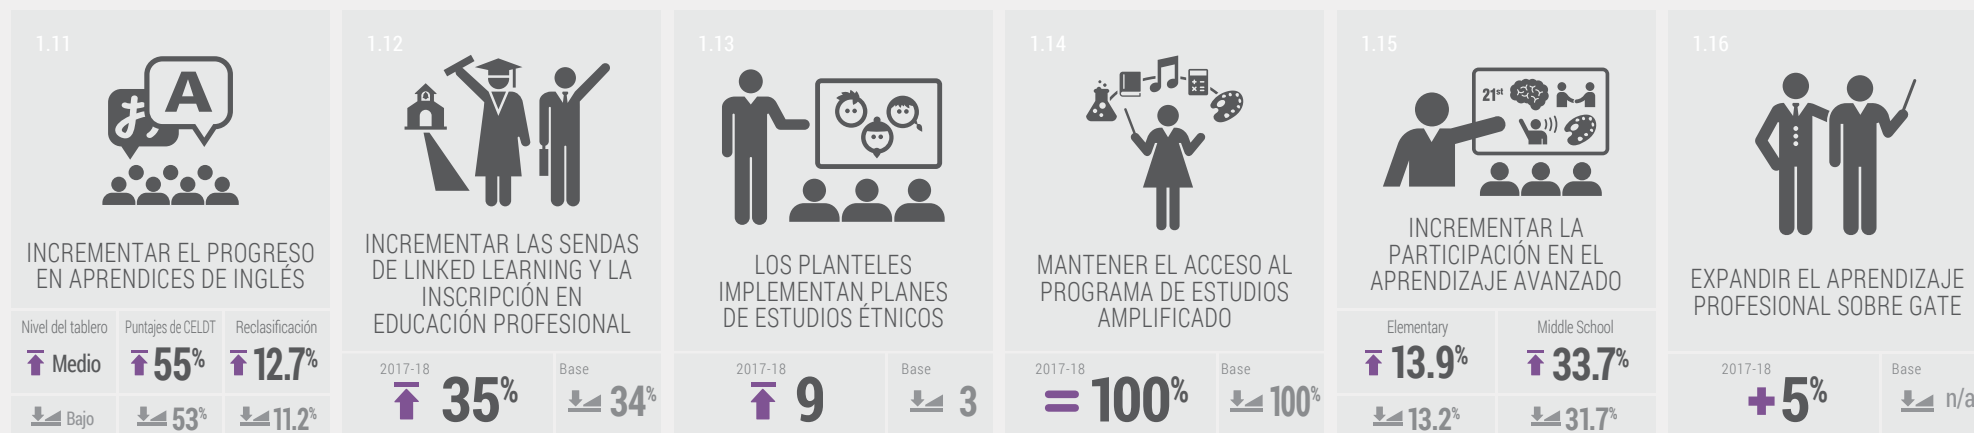 1.11
あ
A
INCREMENTAR EL PROGRESO
EN APRENDICES DE INGLÉS
Nivel del tablero
Medio
Bajo
Puntajes de CELDT
55%
53%
Reclasificación
12.7%
11.2%
1.12
INCREMENTAR LAS SENDAS
DE LINKED LEARNING Y LA
INSCRIPCIÓN EN
EDUCACIÓN PROFESIONAL
2017-18
35%
Base
34%
1.13
LOS PLANTELES
IMPLEMENTAN PLANES
DE ESTUDIOS ÉTNICOS
2017-18
9
Base
3
1.14
MANTENER EL ACCESO AL
PROGRAMA DE ESTUDIOS
AMPLIFICADO
2017-18
100%
Base
100%
1.15
21st
INCREMENTAR LA
PARTICIPACIÓN EN EL
APRENDIZAJE AVANZADO
Elementary
13.9%
13.2%
Middle School
33.7%
31.7%
1.16
EXPANDIR EL APRENDIZAJE
PROFESIONAL SOBRE GATE
2017-18
+5%
Base
n/a